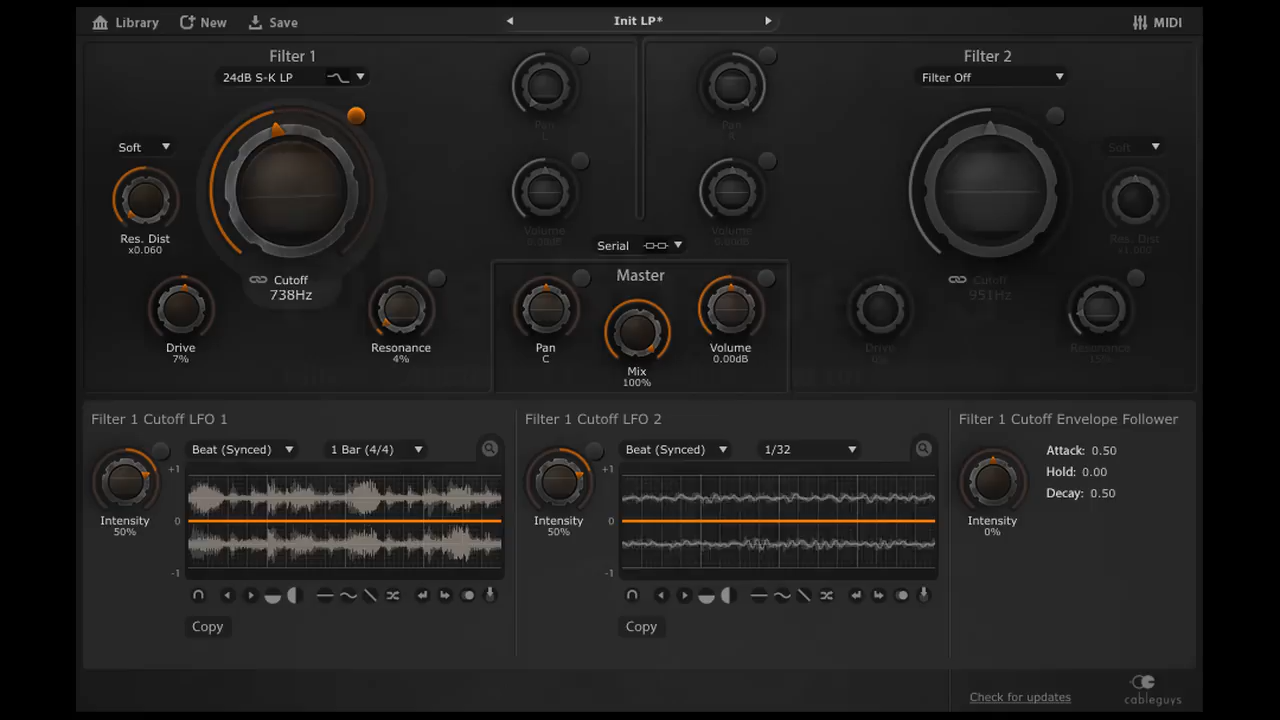 Library New Save Init LP* MIDI
Filter 1
24dB S-K LP
Soft
Res. Dist
x0.060
Cutoff
738Hz
Drive
7%
Resonance
4%
Pan
L
Volume
0.00dB
Pan
R
Volume
0.00dB
Serial
Master
Pan
C
Mix
100%
Volume
0.00dB
Filter 2
Filter Off
Soft
Res. Dist
x1.000
Cutoff
951Hz
Drive
0%
Resonance
15%
Filter 1 Cutoff LFO 1
Beat (Synced) 1 Bar (4/4)
Intensity
50%
+1
0
-1
Copy
Filter 1 Cutoff LFO 2
Beat (Synced) 1/32
Intensity
50%
+1
0
-1
Copy
Filter 1 Cutoff Envelope Follower
Intensity
0%
Attack: 0.50
Hold: 0.00
Decay: 0.50
Check for updates
cableguys